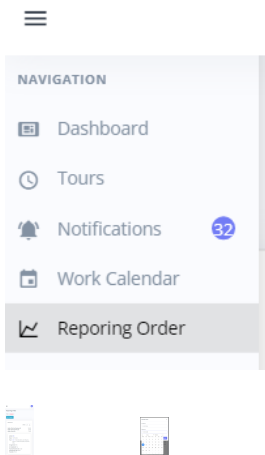 NAVIGATION
Dashboard
Tours
Notifications 32
Work Calendar
Reporing Order